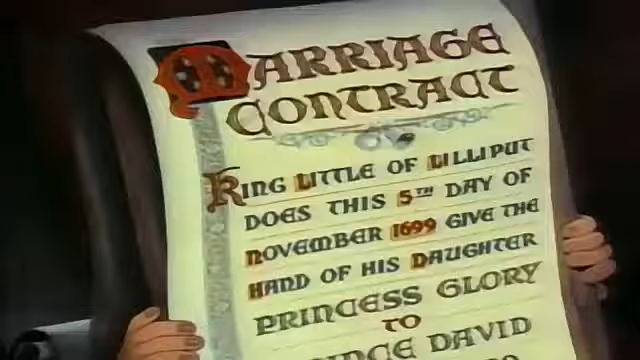 MARRIAGE
CONTRACT
KING LITTLE OF LILLIPUT
DOES THIS 5TH DAY OF
NOVEMBER 1699 GIVE THE
HAND OF HIS DAUGHTER
PRINCESS GLORY
TO
DAVID